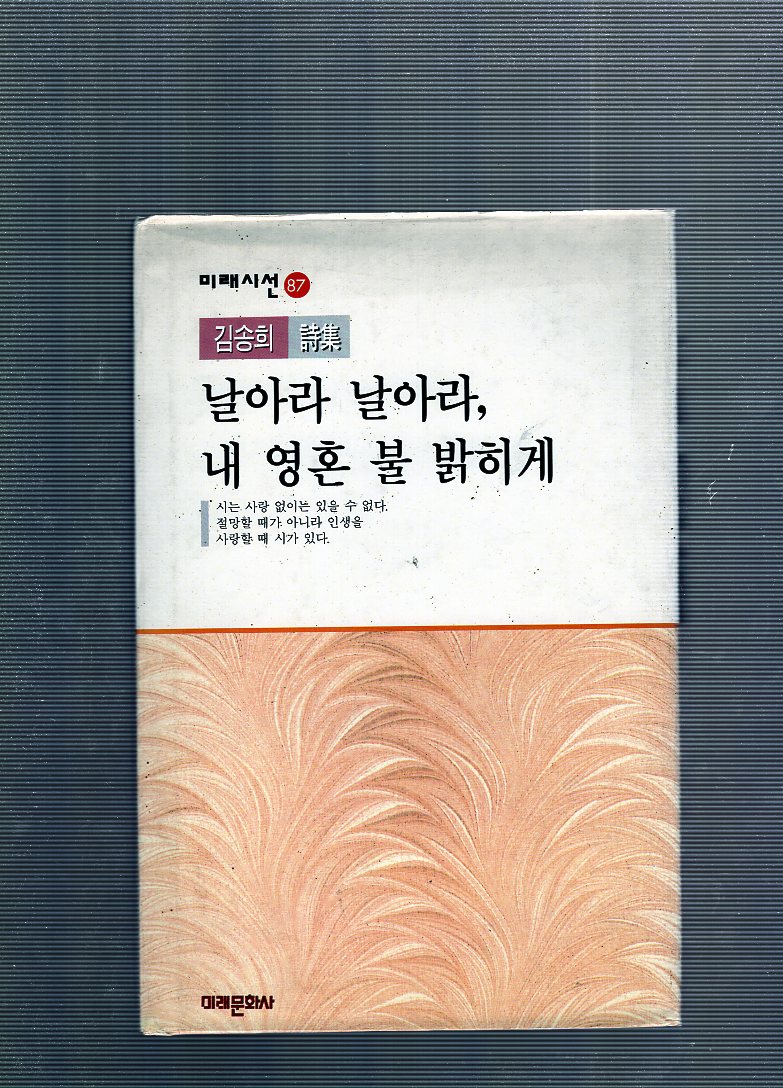 미래시선 87
김송희 詩集
날아라 날아라,
내 영혼 불 밝히게
시는 사랑 없이는 있을 수 없다.
절망할 때가 아니라 인생을
사랑할 때 시가 있다.
미래문화사